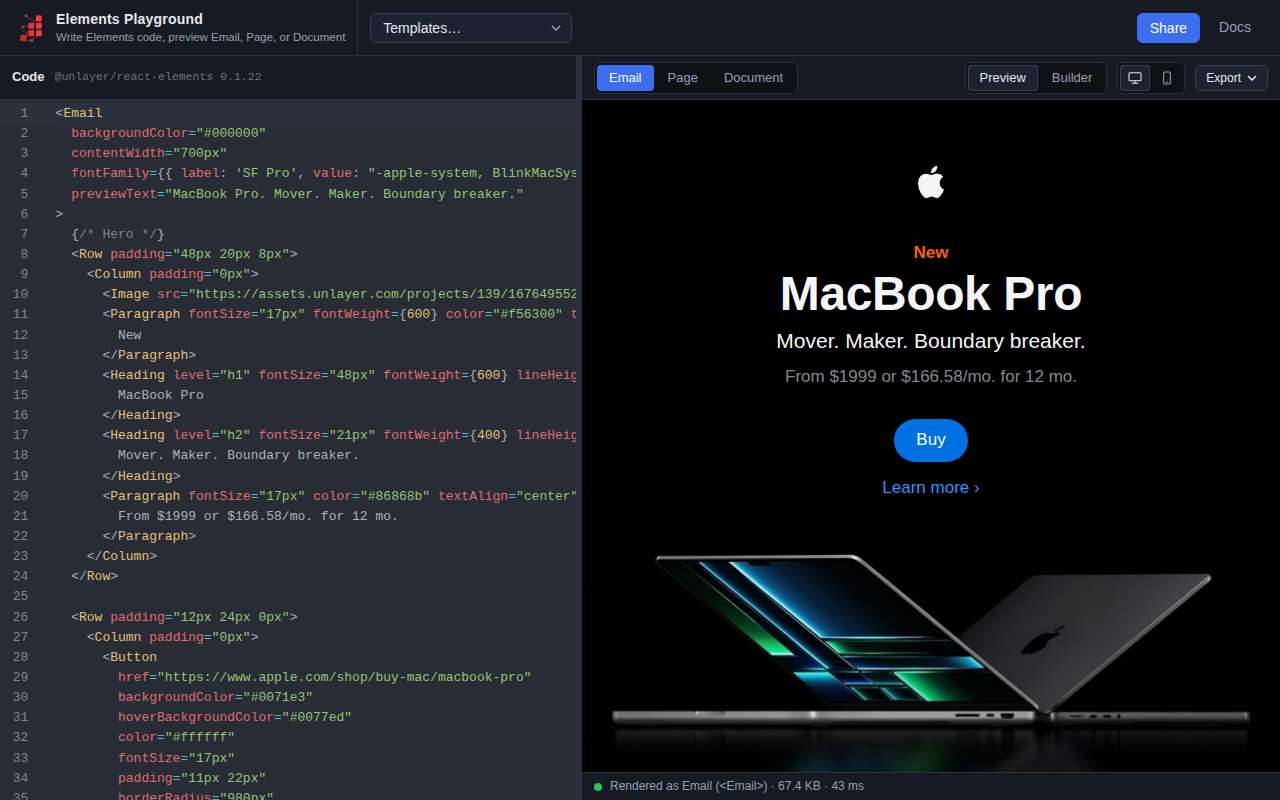 Elements Playground
Write Elements code, preview Email, Page, or Document
Templates…
Share
Docs
Code @unlayer/react-elements 0.1.22
Email
Page
Document
Preview
Builder
Export
1 <Email
2 backgroundColor="#000000"
3 contentWidth="700px"
4 fontFamily={{ label: 'SF Pro', value: "-apple-system, BlinkMacSys
5 previewText="MacBook Pro. Mover. Maker. Boundary breaker."
6 >
7 {/* Hero */}
8 <Row padding="48px 20px 8px">
9 <Column padding="0px">
10 <Image src="https://assets.unlayer.com/projects/139/167649552
11 <Paragraph fontSize="17px" fontWeight={600} color="#f56300" t
12 New
13 </Paragraph>
14 <Heading level="h1" fontSize="48px" fontWeight={600} lineHeig
15 MacBook Pro
16 </Heading>
17 <Heading level="h2" fontSize="21px" fontWeight={400} lineHeig
18 Mover. Maker. Boundary breaker.
19 </Heading>
20 <Paragraph fontSize="17px" color="#86868b" textAlign="center"
21 From $1999 or $166.58/mo. for 12 mo.
22 </Paragraph>
23 </Column>
24 </Row>
25
26 <Row padding="12px 24px 0px">
27 <Column padding="0px">
28 <Button
29 href="https://www.apple.com/shop/buy-mac/macbook-pro"
30 backgroundColor="#0071e3"
31 hoverBackgroundColor="#0077ed"
32 color="#ffffff"
33 fontSize="17px"
34 padding="11px 22px"
35 borderRadius="980px"
New
MacBook Pro
Mover. Maker. Boundary breaker.
From $1999 or $166.58/mo. for 12 mo.
Buy
Learn more ›
Rendered as Email (<Email>) · 67.4 KB · 43 ms